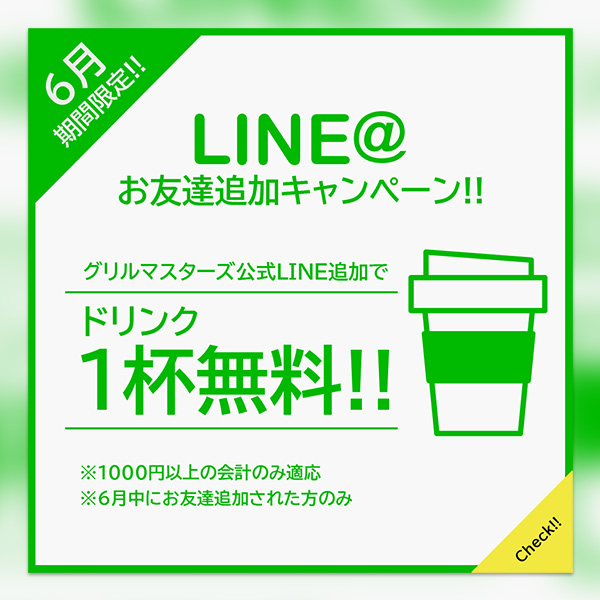 6月
期間限定!!
LINE@
お友達追加キャンペーン!!
グリルマスターズ公式LINE追加で
ドリンク
1杯無料!!
※1000円以上の会計のみ適応
※6月中にお友達追加された方のみ
Check!!